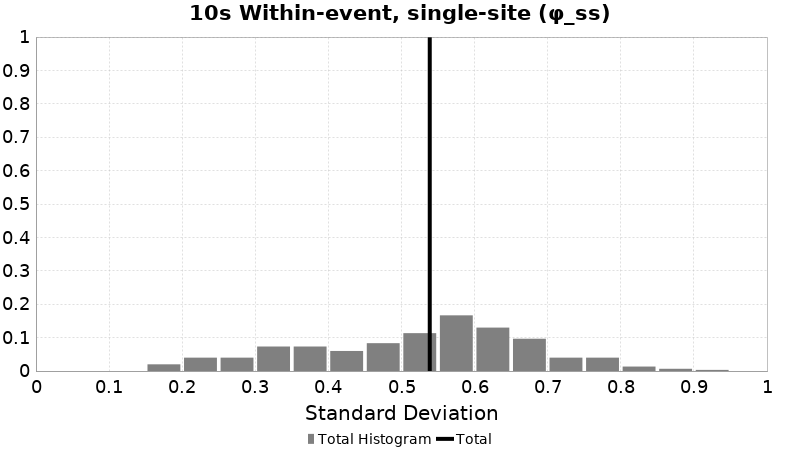 10s Within-event, single-site (φ_ss)
1
0.9
0.8
0.7
0.6
0.5
0.4
0.3
0.2
0.1
0
0 0.1 0.2 0.3 0.4 0.5 0.6 0.7 0.8 0.9 1
Standard Deviation
Total Histogram Total